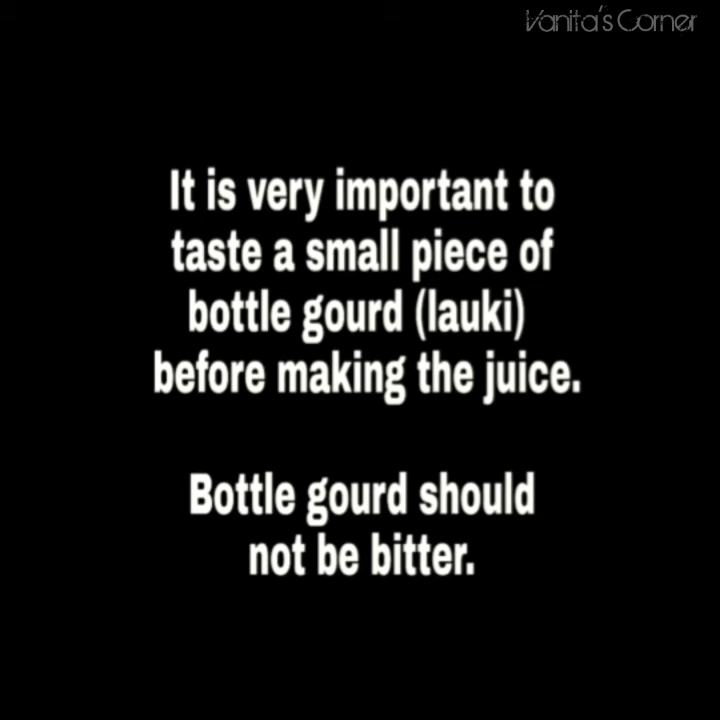 Vanita's Corner
It is very important to
taste a small piece of
bottle gourd (lauki)
before making the juice.
Bottle gourd should
not be bitter.